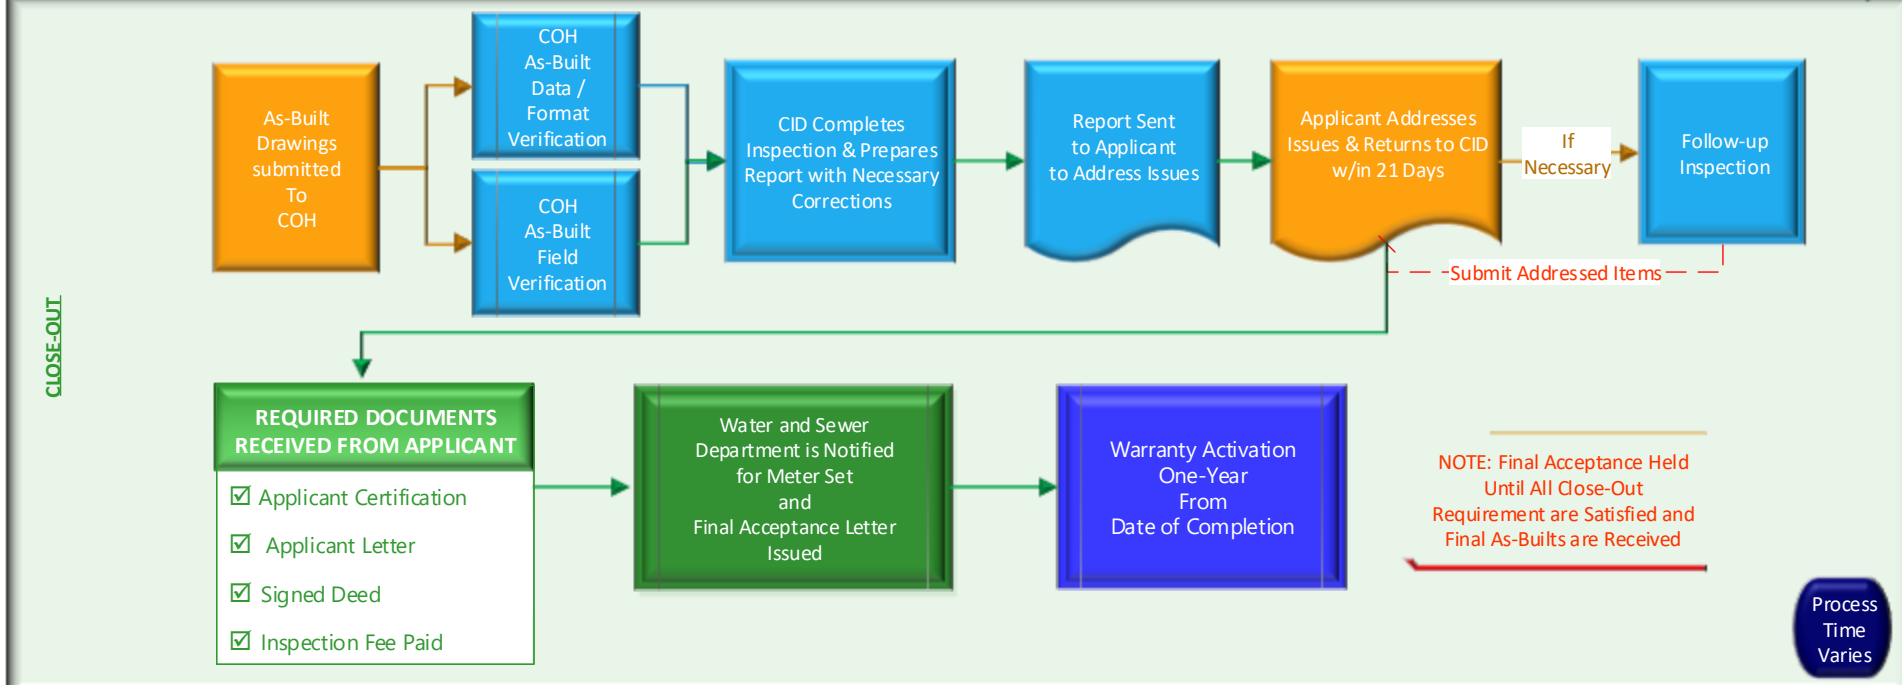 CLOSE-OUT
As-Built
Drawings
submitted
To
COH
COH
As-Built
Data /
Format
Verification
COH
As-Built
Field
Verification
CID Completes
Inspection & Prepares
Report with Necessary
Corrections
Report Sent
to Applicant
to Address Issues
Applicant Addresses
Issues & Returns to CID
w/in 21 Days
If
Necessary
Follow-up
Inspection
Submit Addressed Items
REQUIRED DOCUMENTS
RECEIVED FROM APPLICANT
☑ Applicant Certification
☑ Applicant Letter
☑ Signed Deed
☑ Inspection Fee Paid
Water and Sewer
Department is Notified
for Meter Set
and
Final Acceptance Letter
Issued
Warranty Activation
One-Year
From
Date of Completion
NOTE: Final Acceptance Held
Until All Close-Out
Requirement are Satisfied and
Final As-Builts are Received
Process
Time
Varies